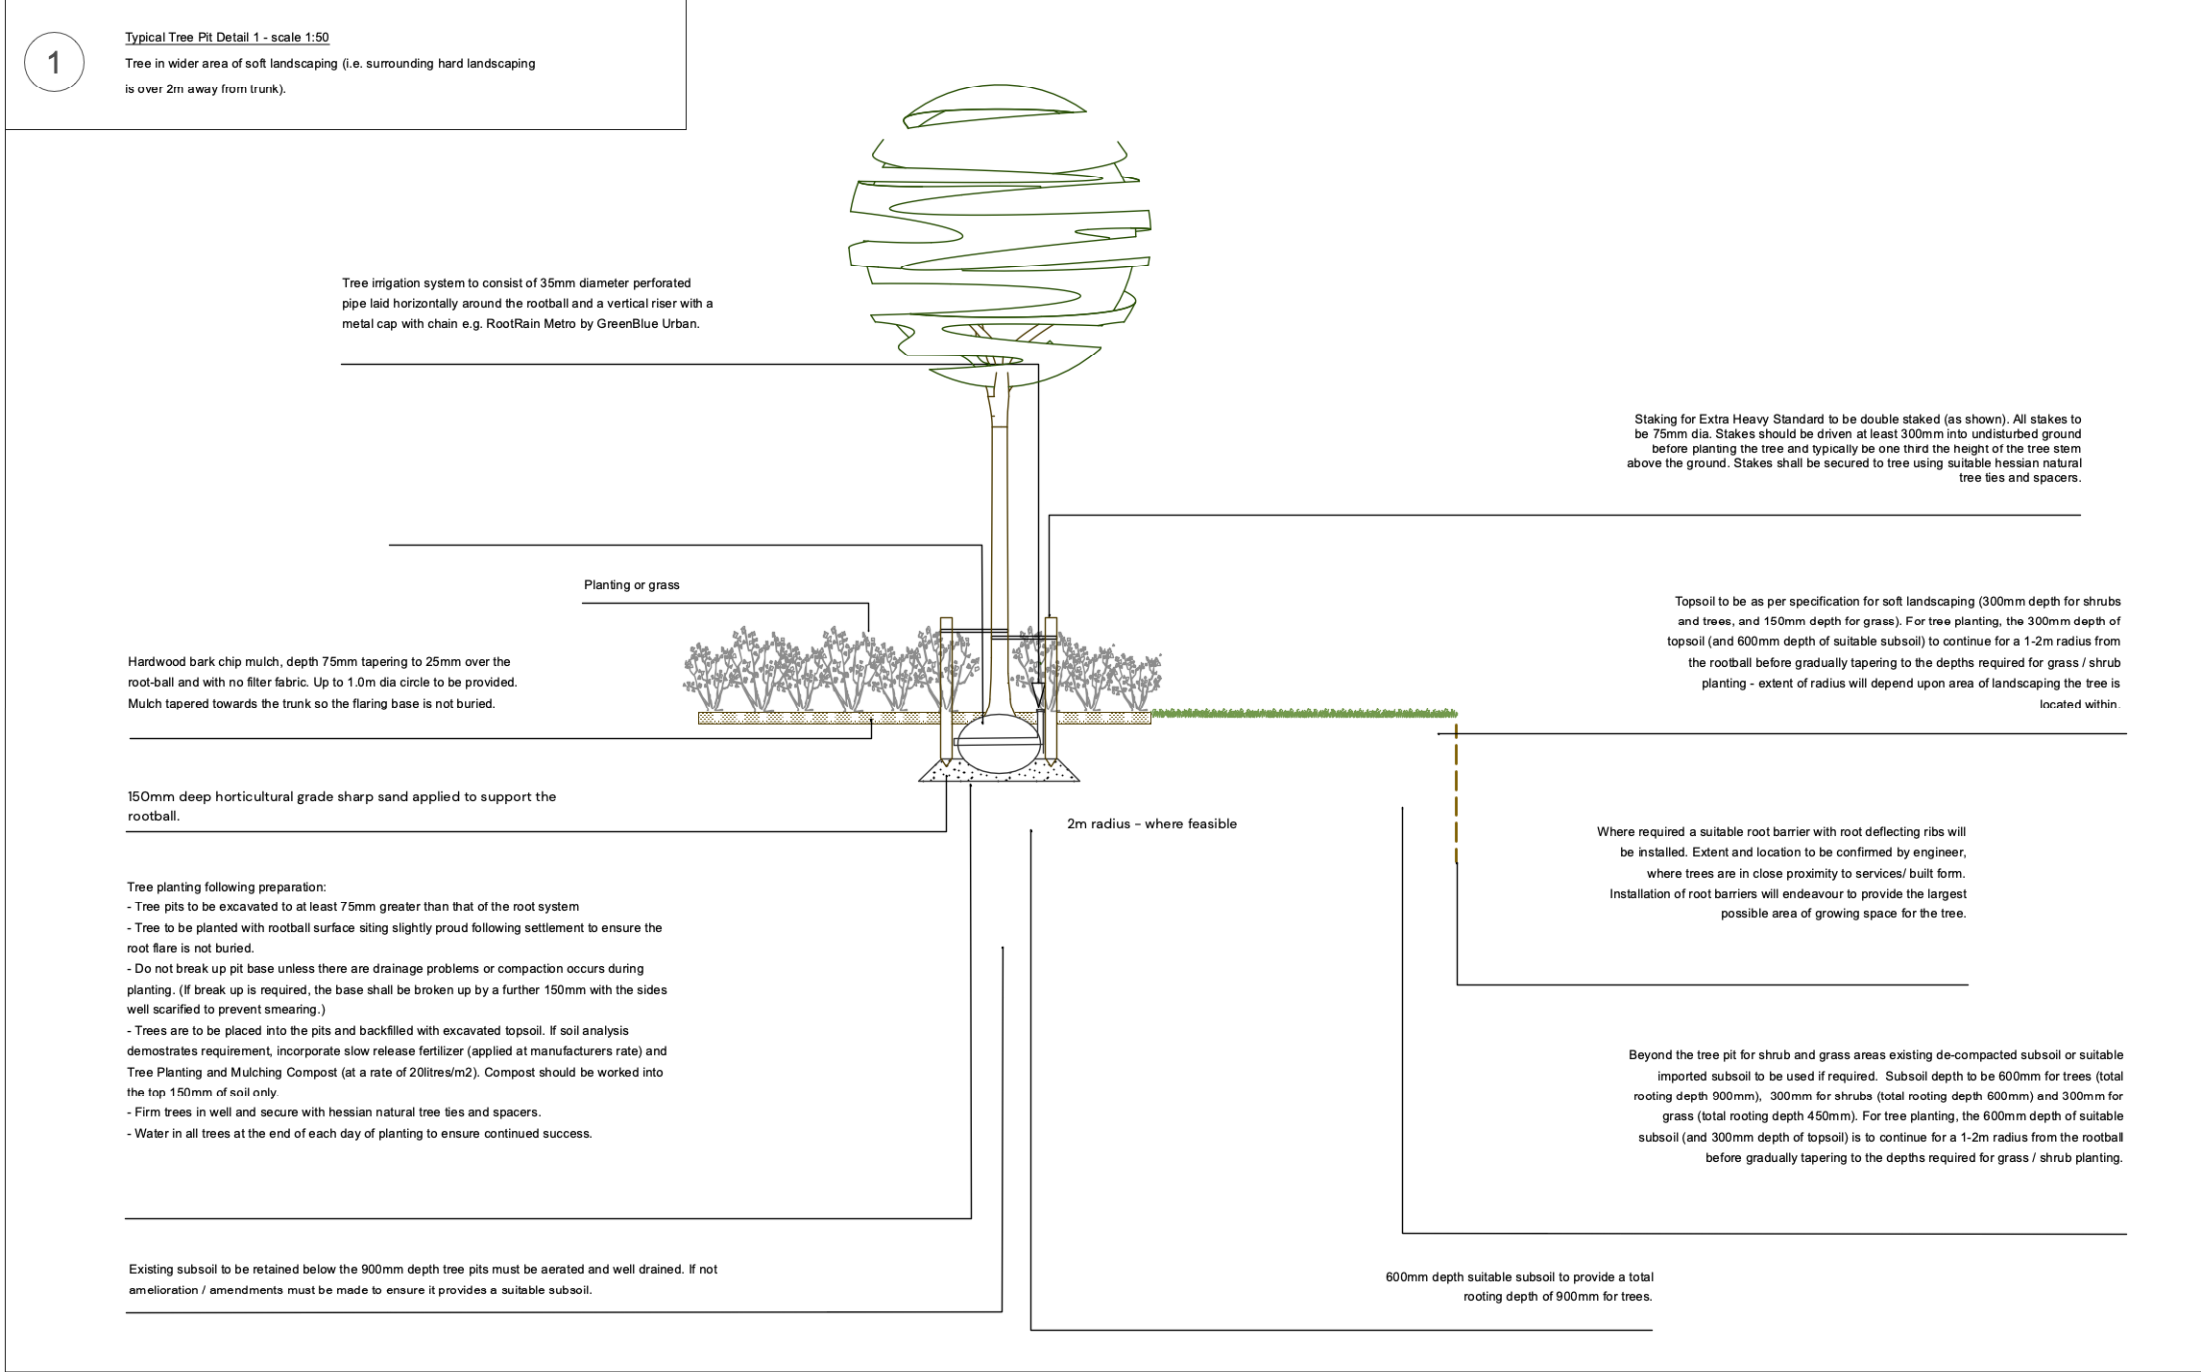 1
Typical Tree Pit Detail 1 - scale 1:50
Tree in wider area of soft landscaping (i.e. surrounding hard landscaping
is over 2m away from trunk).
Tree irrigation system to consist of 35mm diameter perforated
pipe laid horizontally around the rootball and a vertical riser with a
metal cap with chain e.g. RootRain Metro by GreenBlue Urban.
Staking for Extra Heavy Standard to be double staked (as shown). All stakes to
be 75mm dia. Stakes should be driven at least 300mm into undisturbed ground
before planting the tree and typically be one third the height of the tree stem
above the ground. Stakes shall be secured to tree using suitable hessian natural
tree ties and spacers.
Planting or grass
Topsoil to be as per specification for soft landscaping (300mm depth for shrubs
and trees, and 150mm depth for grass). For tree planting, the 300mm depth of
topsoil (and 600mm depth of suitable subsoil) to continue for a 1-2m radius from
the rootball before gradually tapering to the depths required for grass / shrub
planting - extent of radius will depend upon area of landscaping the tree is
located within.
Hardwood bark chip mulch, depth 75mm tapering to 25mm over the
root-ball and with no filter fabric. Up to 1.0m dia circle to be provided.
Mulch tapered towards the trunk so the flaring base is not buried.
150mm deep horticultural grade sharp sand applied to support the
rootball.
2m radius - where feasible
Where required a suitable root barrier with root deflecting ribs will
be installed. Extent and location to be confirmed by engineer,
where trees are in close proximity to services/ built form.
Installation of root barriers will endeavour to provide the largest
possible area of growing space for the tree.
Tree planting following preparation:
- Tree pits to be excavated to at least 75mm greater than that of the root system
- Tree to be planted with rootball surface siting slightly proud following settlement to ensure the
root flare is not buried.
- Do not break up pit base unless there are drainage problems or compaction occurs during
planting. (If break up is required, the base shall be broken up by a further 150mm with the sides
well scarified to prevent smearing.)
- Trees are to be placed into the pits and backfilled with excavated topsoil. If soil analysis
demostrates requirement, incorporate slow release fertilizer (applied at manufacturers rate) and
Tree Planting and Mulching Compost (at a rate of 20litres/m2). Compost should be worked into
the top 150mm of soil only.
- Firm trees in well and secure with hessian natural tree ties and spacers.
- Water in all trees at the end of each day of planting to ensure continued success.
Beyond the tree pit for shrub and grass areas existing de-compacted subsoil or suitable
imported subsoil to be used if required. Subsoil depth to be 600mm for trees (total
rooting depth 900mm), 300mm for shrubs (total rooting depth 600mm) and 300mm for
grass (total rooting depth 450mm). For tree planting, the 600mm depth of suitable
subsoil (and 300mm depth of topsoil) is to continue for a 1-2m radius from the rootball
before gradually tapering to the depths required for grass / shrub planting.
Existing subsoil to be retained below the 900mm depth tree pits must be aerated and well drained. If not
amelioration / amendments must be made to ensure it provides a suitable subsoil.
600mm depth suitable subsoil to provide a total
rooting depth of 900mm for trees.